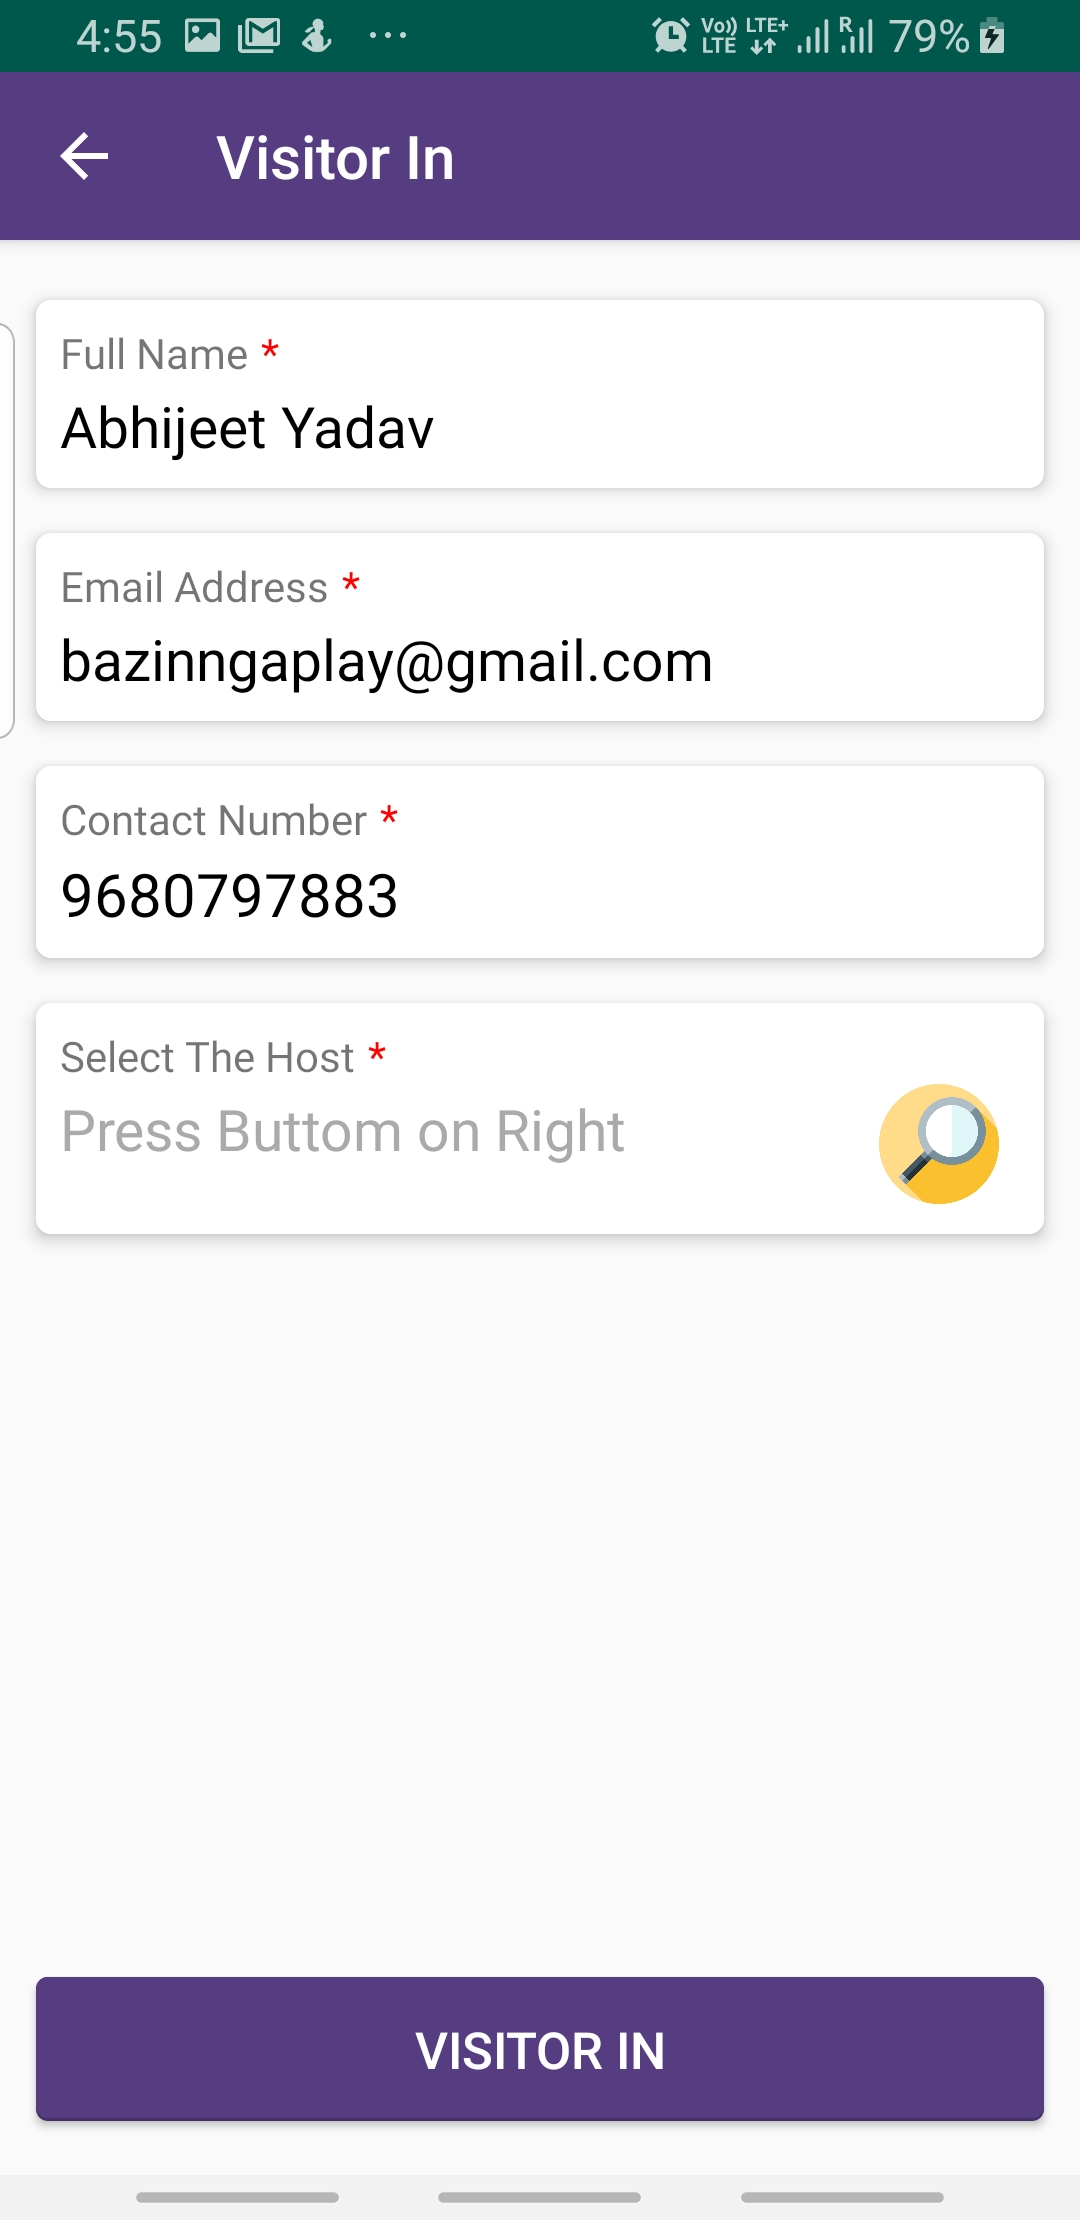 4:55 ... Vo)) LTE LTE+ R 79%
Visitor In
Full Name *
Abhijeet Yadav
Email Address *
bazinngaplay@gmail.com
Contact Number *
9680797883
Select The Host *
Press Buttom on Right
VISITOR IN